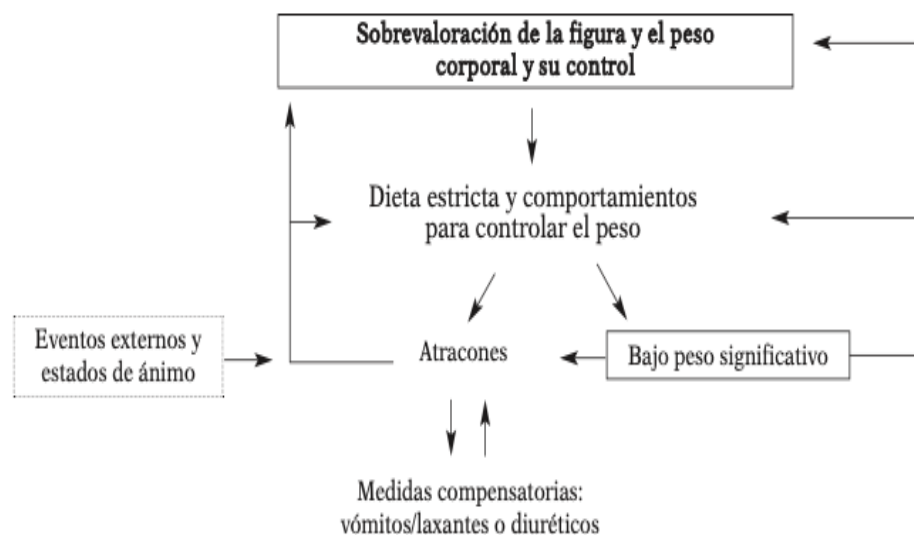 Sobrevaloración de la figura y el peso
corporal y su control
Dieta estricta y comportamientos
para controlar el peso
Eventos externos y
estados de ánimo
Atracones
Bajo peso significativo
Medidas compensatorias:
vómitos/laxantes o diuréticos